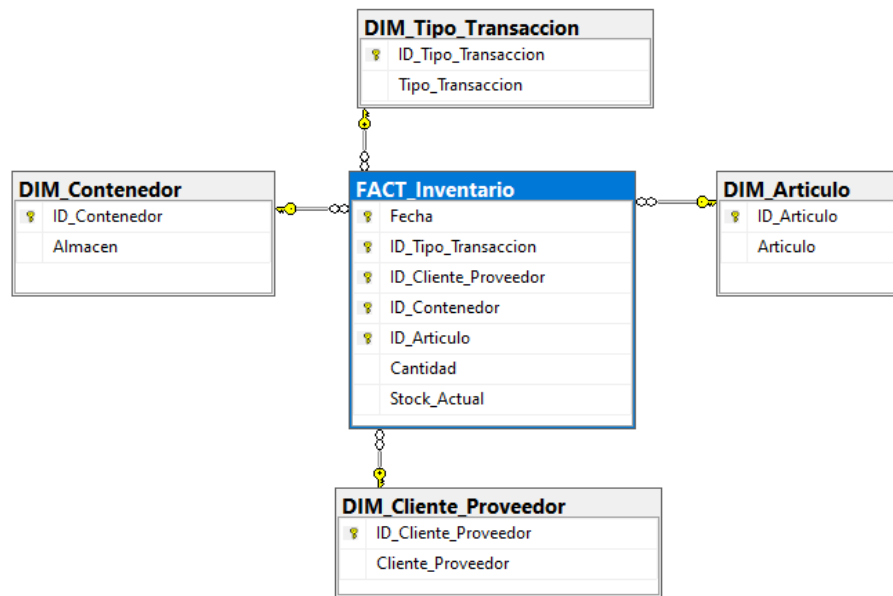 DIM_Tipo_Transaccion
ID_Tipo_Transaccion
Tipo_Transaccion
DIM_Contenedor
ID_Contenedor
Almacen
FACT_Inventario
Fecha
ID_Tipo_Transaccion
ID_Cliente_Proveedor
ID_Contenedor
ID_Articulo
Cantidad
Stock_Actual
DIM_Articulo
ID_Articulo
Articulo
DIM_Cliente_Proveedor
ID_Cliente_Proveedor
Cliente_Proveedor